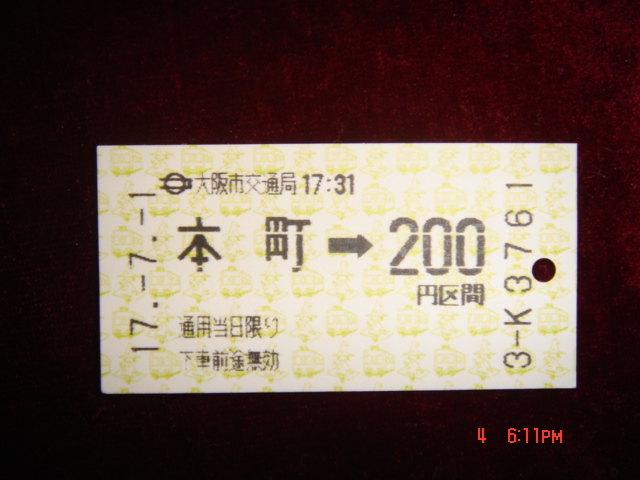 大阪市交通局 17:31
本町➡200
円区間
通用当日限り
下車前途無効
17.-7.-1
3-K3761
4 6:11PM